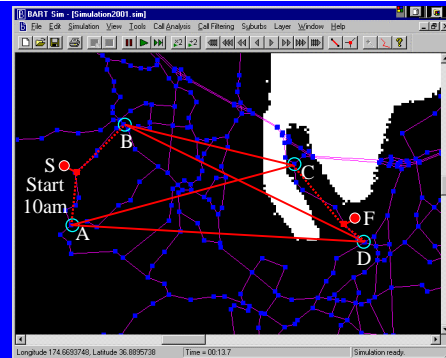 BART Sim - [Simulation2001.sim]
File Edit Simulation View Tools Call Analysis Call Filtering Suburbs Layer Window Help
B
S
Start
10am
A
C
F
D
Longitude 174.6693748, Latitude 36.8895738
Time = 00:13.7
Simulation ready.